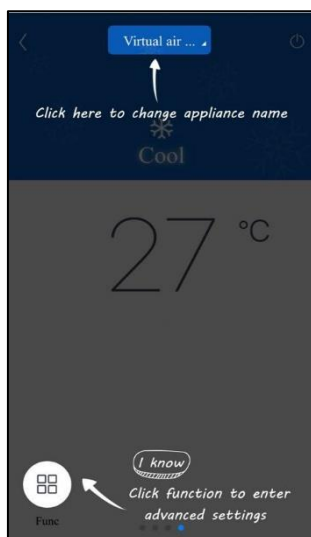 Virtual air ...
Click here to change appliance name
Cool
27 °C
I know
Click function to enter
advanced settings
Func